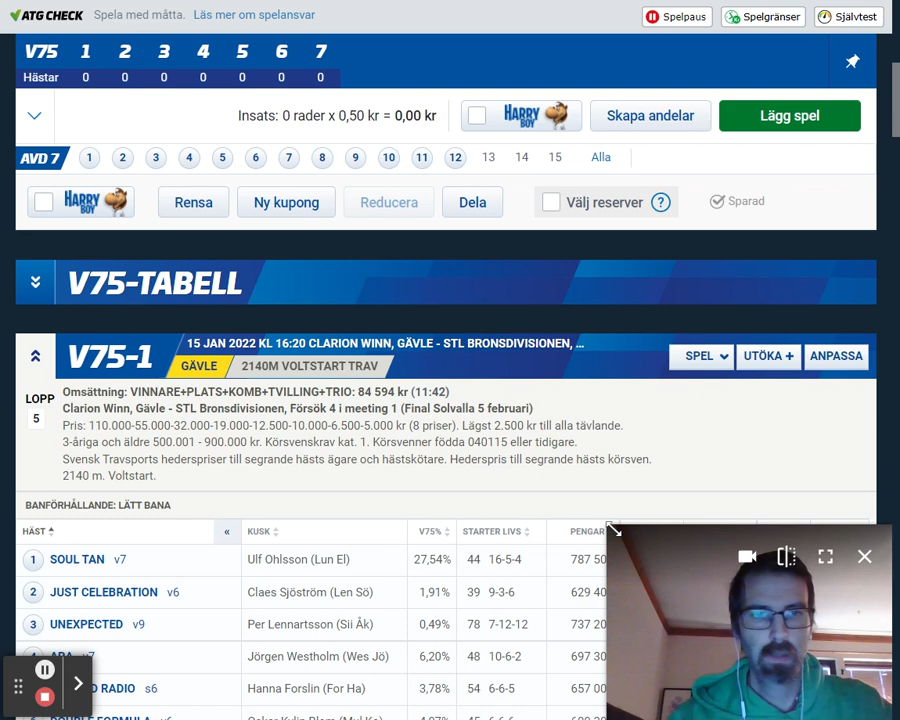 ATG CHECK Spela med måtta. Läs mer om spelansvar Spelpaus Spelgränser Självtest
V75 1 2 3 4 5 6 7
Hästar 0 0 0 0 0 0 0
Insats: 0 rader x 0,50 kr = 0,00 kr HARRY BOY Skapa andelar Lägg spel
AVD 7 1 2 3 4 5 6 7 8 9 10 11 12 13 14 15 Alla
HARRY BOY Rensa Ny kupong Reducera Dela Välj reserver ? Sparad
V75-TABELL
V75-1 15 JAN 2022 KL 16:20 CLARION WINN, GÄVLE - STL BRONSDIVISIONEN, ...
GÄVLE 2140M VOLTSTART TRAV SPEL UTÖKA + ANPASSA
LOPP
5
Omsättning: VINNARE+PLATS+KOMB+TVILLING+TRIO: 84 594 kr (11:42)
Clarion Winn, Gävle - STL Bronsdivisionen, Försök 4 i meeting 1 (Final Solvalla 5 februari)
Pris: 110.000-55.000-32.000-19.000-12.500-10.000-6.500-5.000 kr (8 priser). Lägst 2.500 kr till alla tävlande.
3-åriga och äldre 500.001 - 900.000 kr. Körsvenskrav kat. 1. Körsvenner födda 040115 eller tidigare.
Svensk Travsports hederspriser till segrande hästs ägare och hästskötare. Hederspris till segrande hästs körsven.
2140 m. Voltstart.
BANFÖRHÅLLANDE: LÄTT BANA
HÄST « KUSK V75% STARTER LIVS PENGAR
1 SOUL TAN v7 Ulf Ohlsson (Lun El) 27,54% 44 16-5-4 787 50
2 JUST CELEBRATION v6 Claes Sjöström (Len Sö) 1,91% 39 9-3-6 629 40
3 UNEXPECTED v9 Per Lennartsson (Sii Åk) 0,49% 78 7-12-12 737 20
Jörgen Westholm (Wes Jö) 6,20% 48 10-6-2 697 30
RADIO s6 Hanna Forslin (For Ha) 3,78% 54 6-6-5 657 00